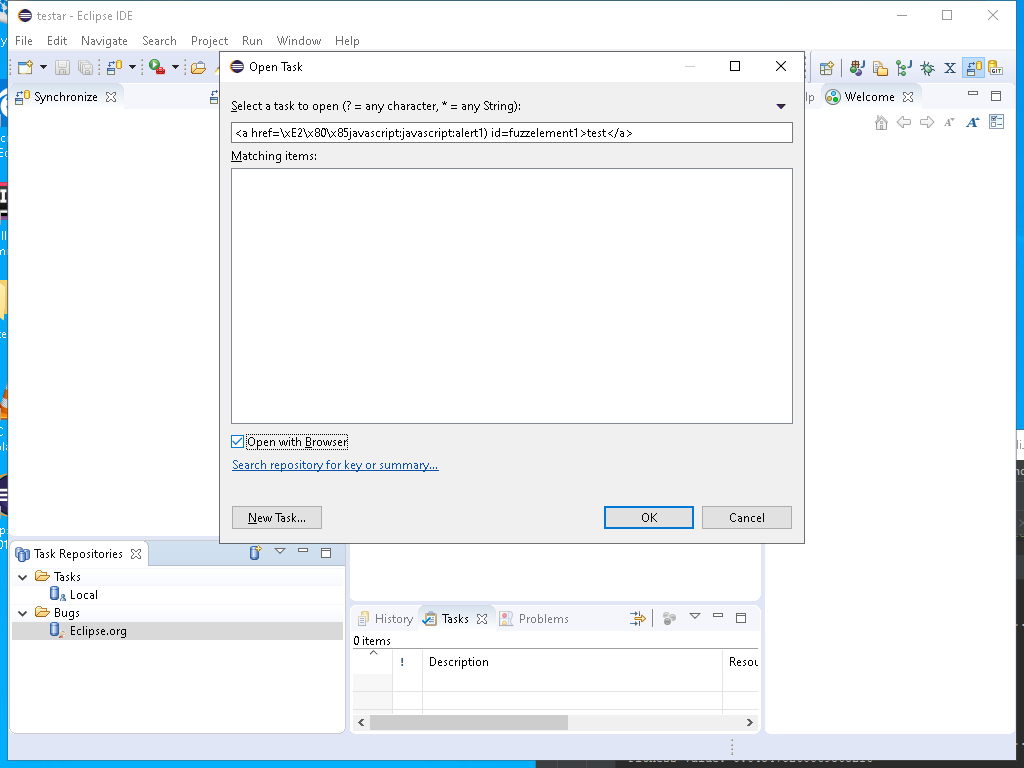 testar - Eclipse IDE
File Edit Navigate Search Project Run Window Help
Open Task
Synchronize
Select a task to open (? = any character, * = any String):
Welcome
<a href=\xE2\x80\x85javascript:javascript:alert1) id=fuzzelement1>test</a>
Matching items:
Open with Browser
Search repository for key or summary...
New Task... OK Cancel
Task Repositories
Tasks
Local
Bugs
Eclipse.org
History Tasks Problems
0 items
! Description Resou